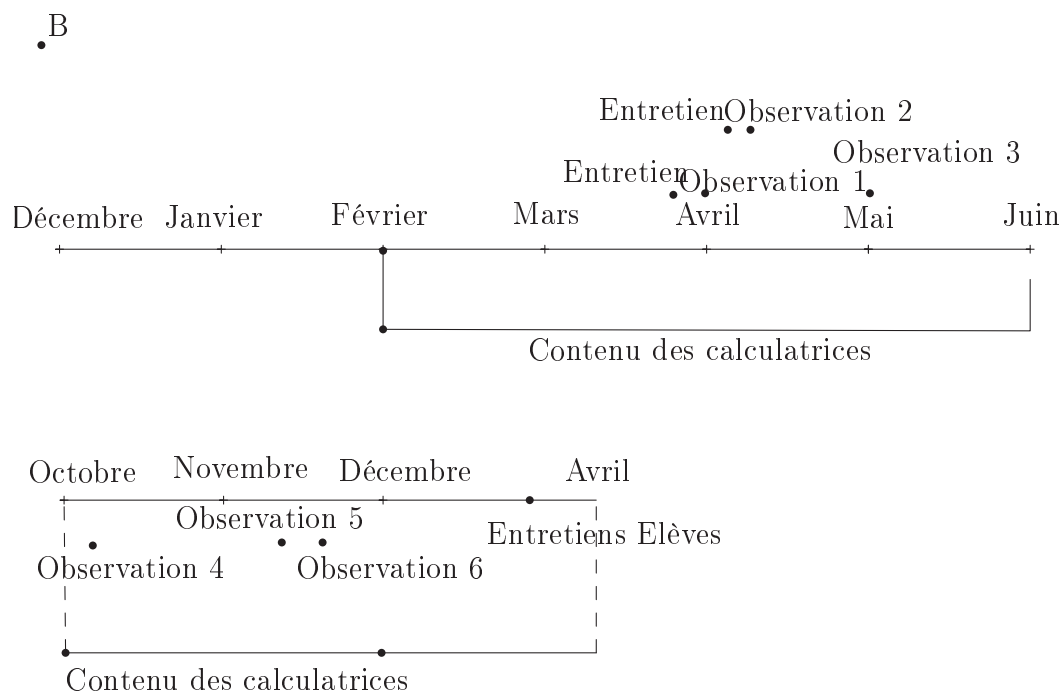 B
Entretien Observation 2
Observation 3
Entretien Observation 1
Décembre Janvier Février Mars Avril Mai Juin
Contenu des calculatrices
Octobre Novembre Décembre Avril
Observation 5
Entretiens Elèves
Observation 4 Observation 6
Contenu des calculatrices